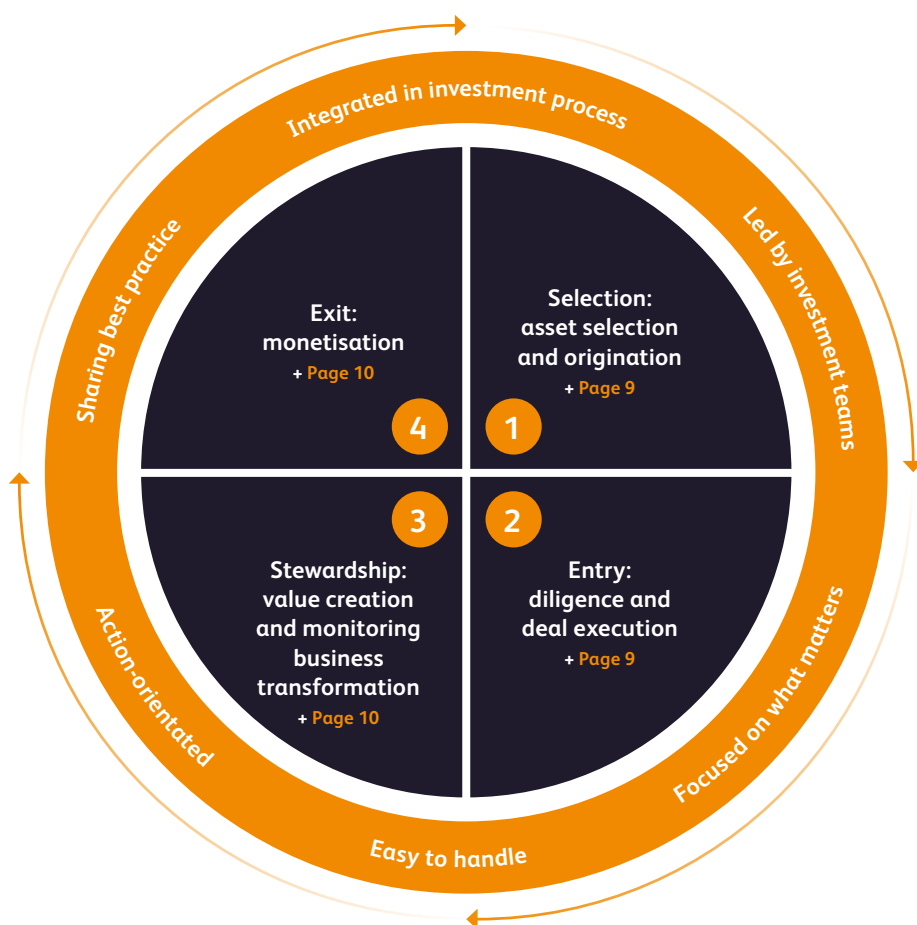 Integrated in investment process
Led by investment teams
Focused on what matters
Easy to handle
Action-orientated
Sharing best practice
Selection:
asset selection
and origination
+ Page 9
1
2
Entry:
diligence and
deal execution
+ Page 9
3
Stewardship:
value creation
and monitoring
business
transformation
+ Page 10
Exit:
monetisation
+ Page 10
4